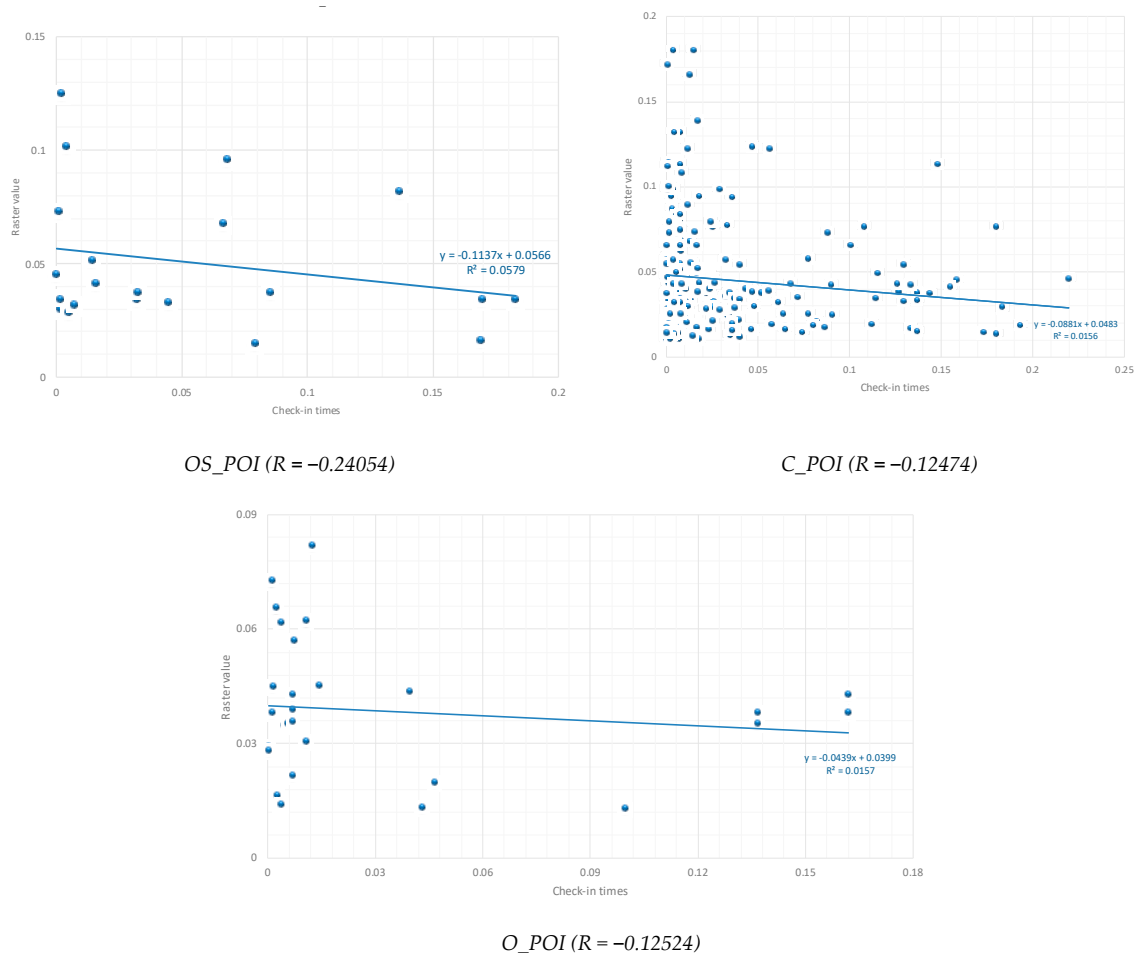 0.15
0.1
0.05
0
Raster value
0
0.05
0.1
0.15
0.2
Check-in times
y = -0.1137x + 0.0566
R² = 0.0579
OS_POI (R = −0.24054)
0.2
0.15
0.1
0.05
0
Raster value
0
0.05
0.1
0.15
0.2
0.25
Check-in times
y = -0.0881x + 0.0483
R² = 0.0156
C_POI (R = −0.12474)
0.09
0.06
0.03
0
Raster value
0
0.03
0.06
0.09
0.12
0.15
0.18
Check-in times
y = -0.0439x + 0.0399
R² = 0.0157
O_POI (R = −0.12524)